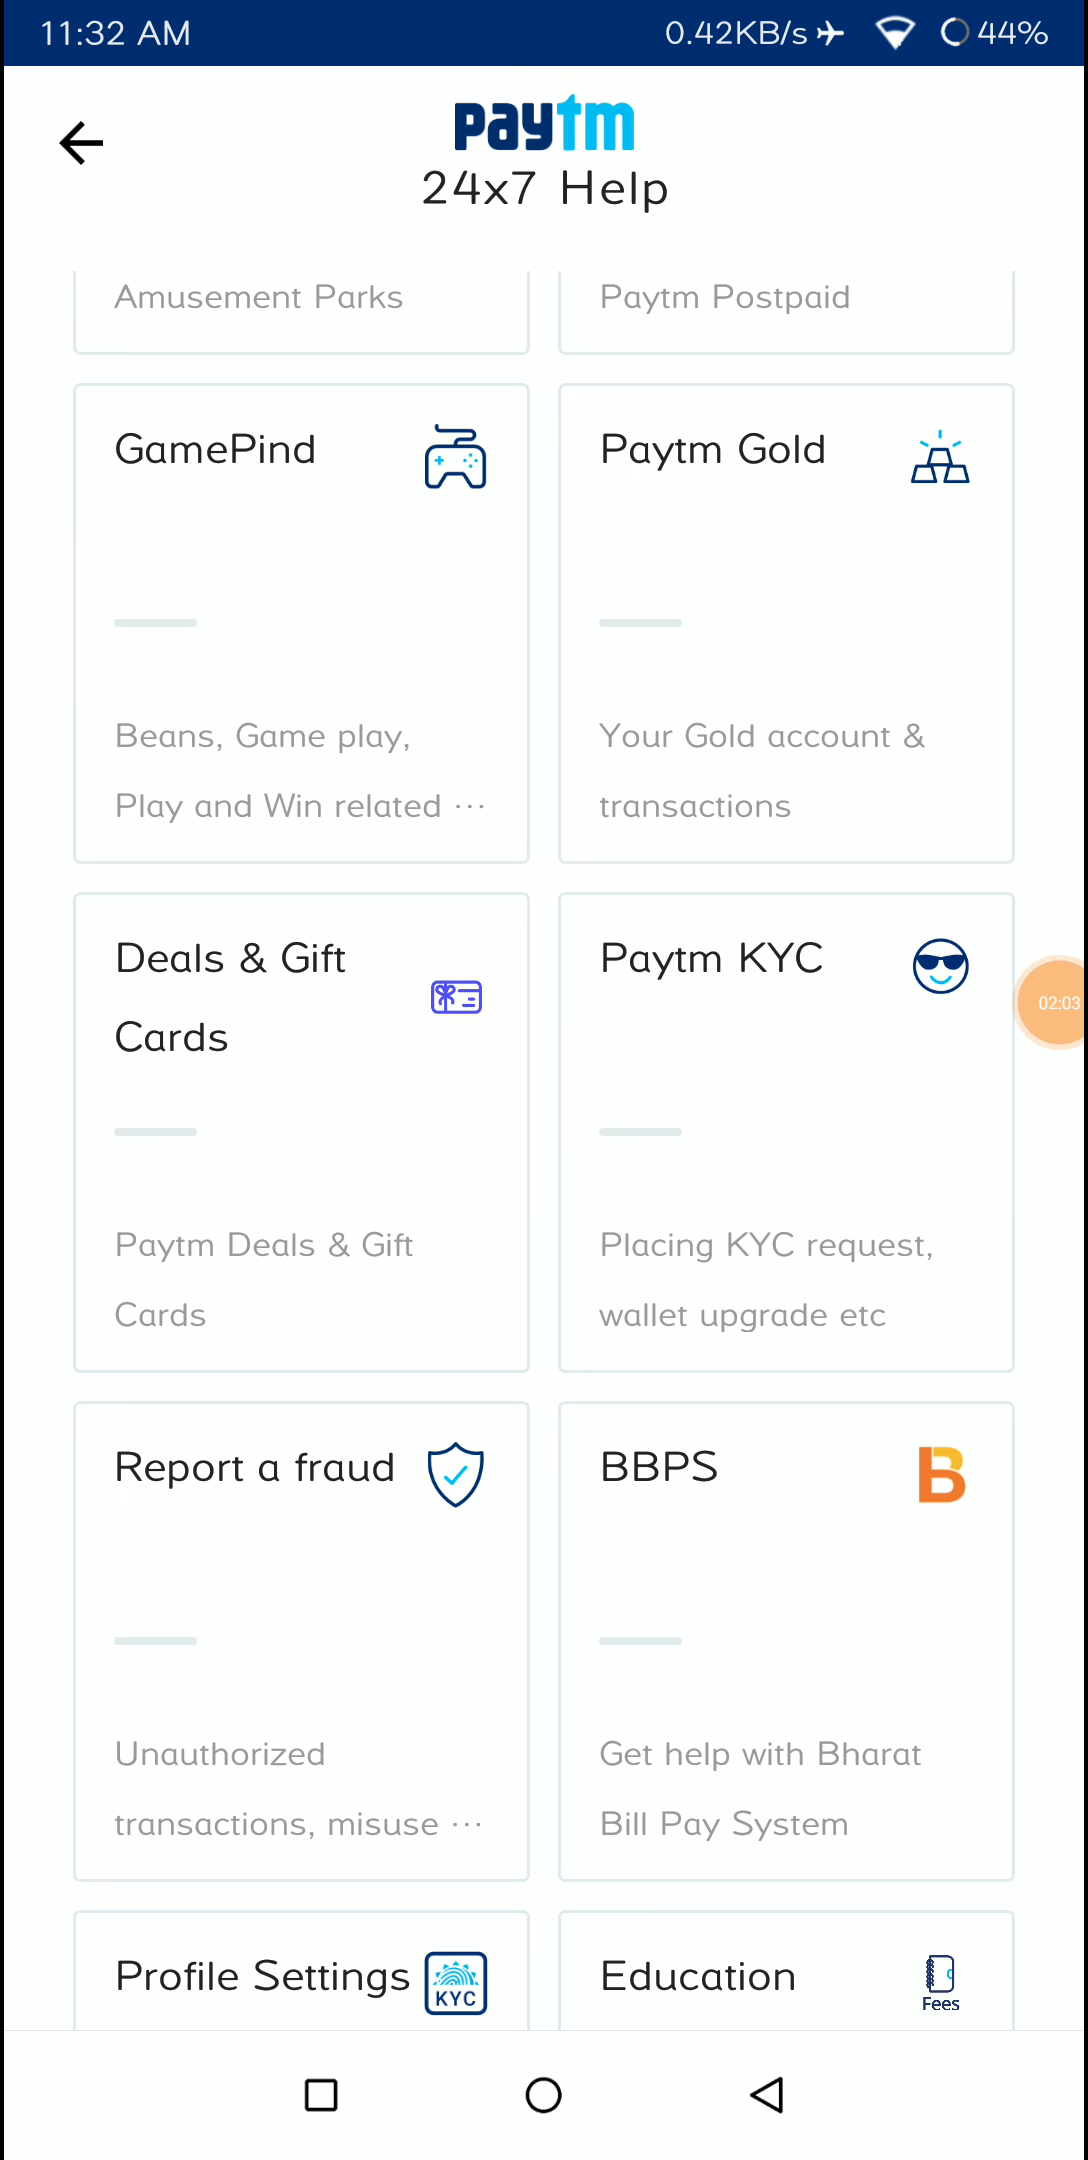 11:32 AM 0.42KB/s 44%
paytm
24x7 Help
Amusement Parks
Paytm Postpaid
GamePind
Paytm Gold
Beans, Game play,
Play and Win related ...
Your Gold account &
transactions
Deals & Gift
Cards
Paytm KYC
02:03
Paytm Deals & Gift
Cards
Placing KYC request,
wallet upgrade etc
Report a fraud
BBPS
B
Unauthorized
transactions, misuse ...
Get help with Bharat
Bill Pay System
Profile Settings
KYC
Education
Fees